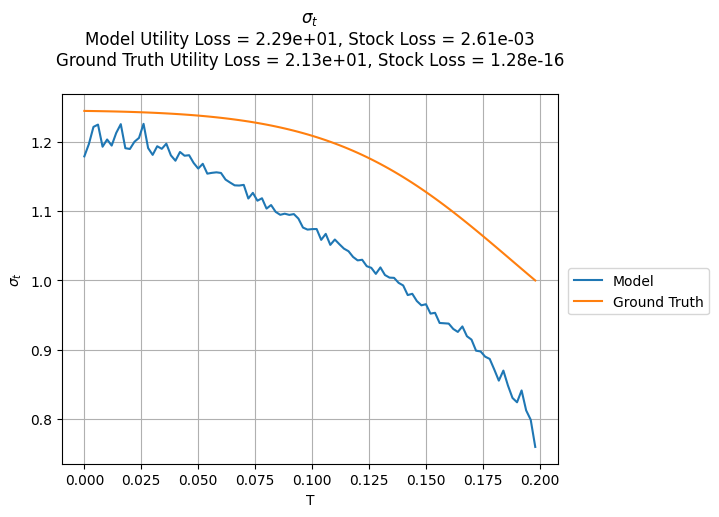 σt
Model Utility Loss = 2.29e+01, Stock Loss = 2.61e-03
Ground Truth Utility Loss = 2.13e+01, Stock Loss = 1.28e-16
1.2
1.1
1.0
0.9
0.8
σt
0.000 0.025 0.050 0.075 0.100 0.125 0.150 0.175 0.200
T
Model
Ground Truth